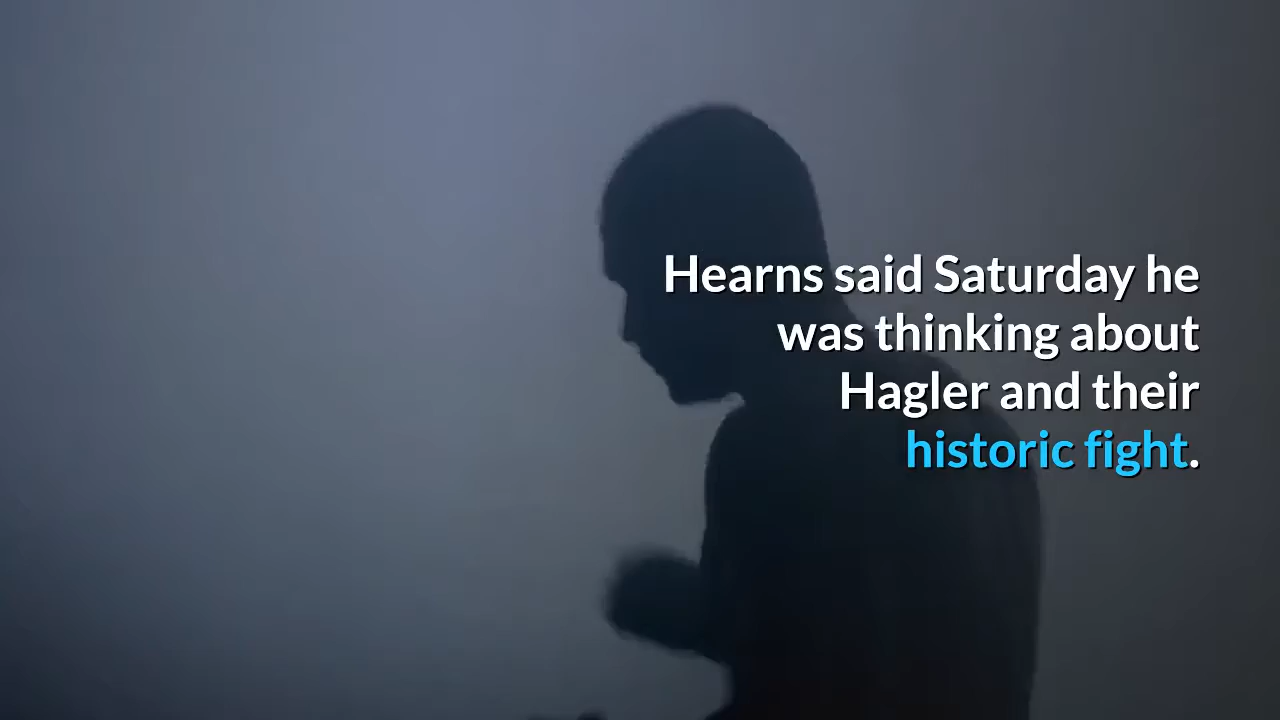 Hearns said Saturday he
was thinking about
Hagler and their
historic fight.